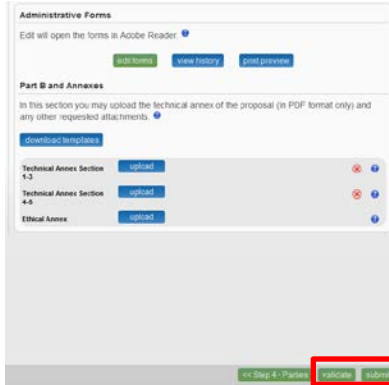 Administrative Forms
Edit will open the forms in Adobe Reader.
edit forms view history print preview
Part B and Annexes
In this section you may upload the technical annex of the proposal (in PDF format only) and
any other requested attachments.
download templates
Technical Annex Section
1-3
upload
Technical Annex Section
4-5
upload
Ethical Annex
upload
<< Step 4 - Parties validate submit